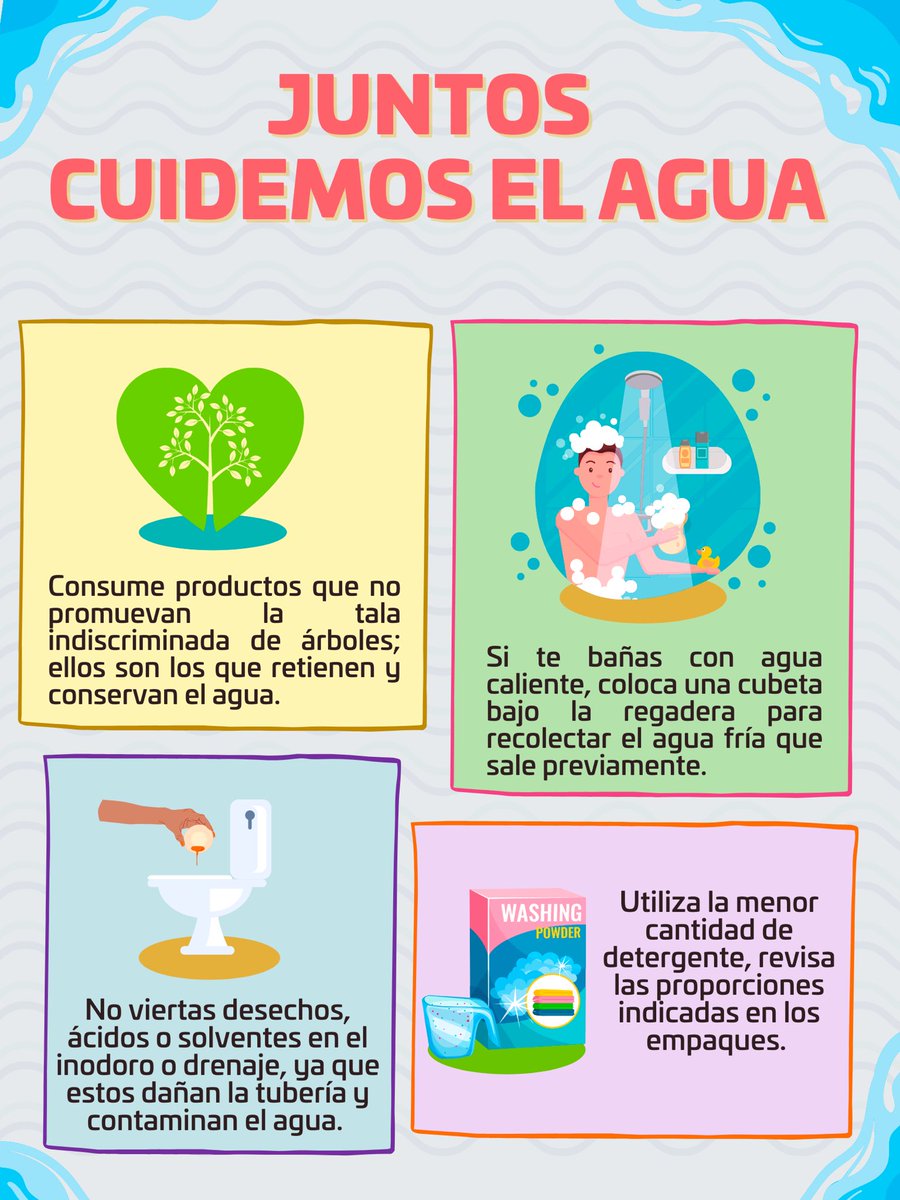 JUNTOS
CUIDEMOS EL AGUA
Consume productos que no
promuevan la tala
indiscriminada de árboles;
ellos son los que retienen y
conservan el agua.
Si te bañas con agua
caliente, coloca una cubeta
bajo la regadera para
recolectar el agua fría que
sale previamente.
No viertas desechos,
ácidos o solventes en el
inodoro o drenaje, ya que
estos dañan la tubería y
contaminan el agua.
WASHING
POWDER
Utiliza la menor
cantidad de
detergente, revisa
las proporciones
indicadas en los
empaques.